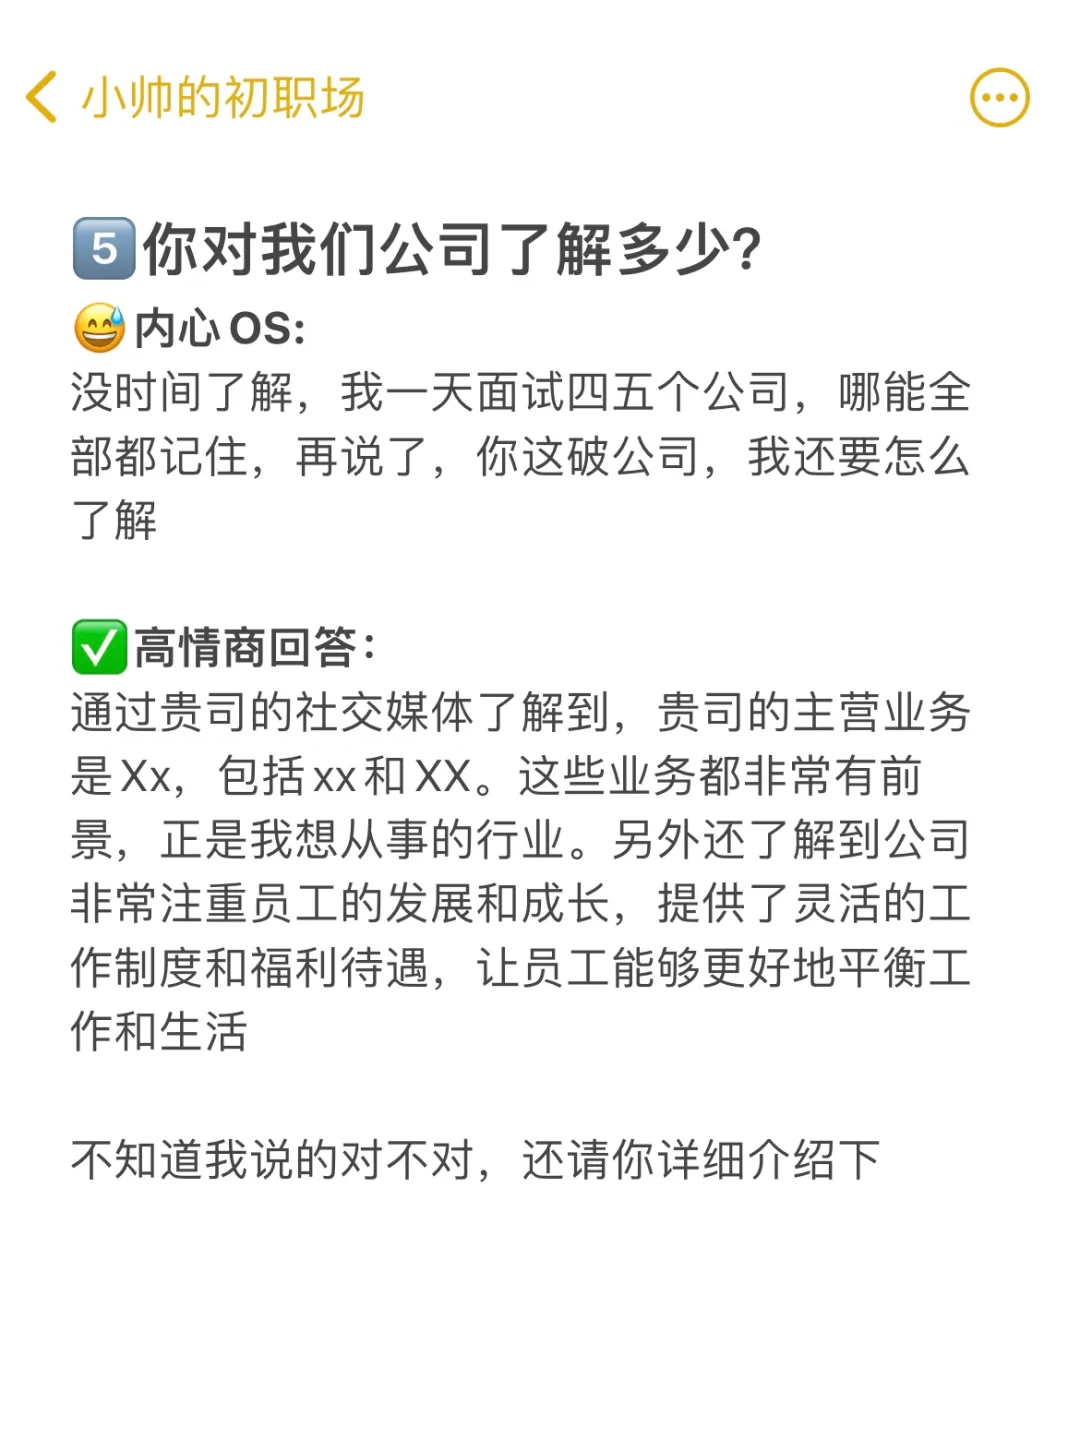 小帅的初职场
5️⃣你对我们公司了解多少？
😅内心OS：
没时间了解，我一天面试四五个公司，哪能全
部都记住，再说了，你这破公司，我还要怎么
了解
✅高情商回答：
通过贵司的社交媒体了解到，贵司的主营业务
是Xx，包括xx和XX。这些业务都非常有前
景，正是我想从事的行业。另外还了解到公司
非常注重员工的发展和成长，提供了灵活的工
作制度和福利待遇，让员工能够更好地平衡工
作和生活
不知道我说的对不对，还请你详细介绍下